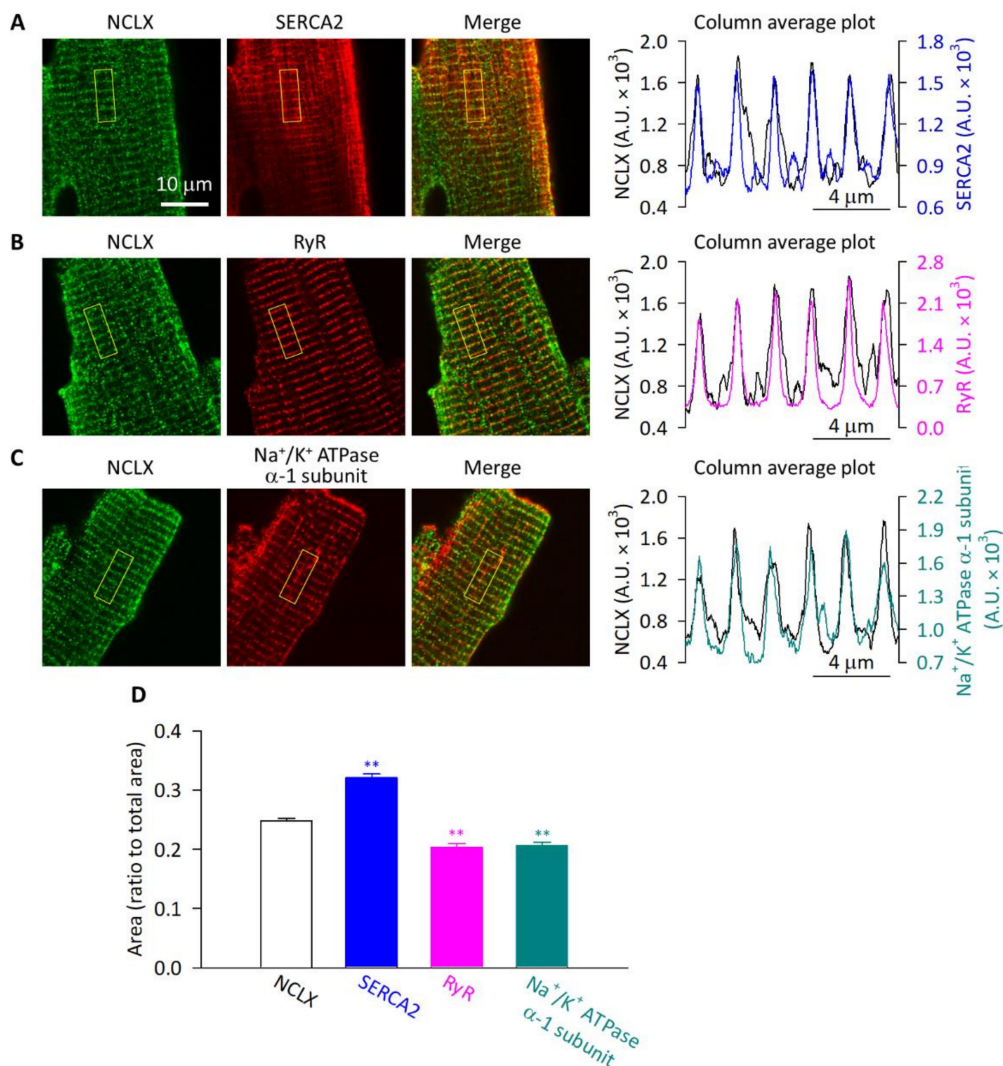 A
NCLX
SERCA2
Merge
Column average plot
10 μm
NCLX (A.U. × 10³)
2.0
1.6
1.2
0.8
0.4
1.8
1.5
1.2
0.9
0.6
SERCA2 (A.U. × 10³)
4 μm
B
NCLX
RyR
Merge
Column average plot
NCLX (A.U. × 10³)
2.0
1.6
1.2
0.8
0.4
2.8
2.1
1.4
0.7
0.0
RyR (A.U. × 10³)
4 μm
C
NCLX
Na⁺/K⁺ ATPase
α-1 subunit
Merge
Column average plot
NCLX (A.U. × 10³)
2.0
1.6
1.2
0.8
0.4
2.2
1.9
1.6
1.3
1.0
0.7
Na⁺/K⁺ ATPase α-1 subunit
(A.U. × 10³)
4 μm
D
Area (ratio to total area)
0.4
0.3
0.2
0.1
0.0
**
**
**
NCLX
SERCA2
RyR
Na⁺/K⁺ ATPase
α-1 subunit